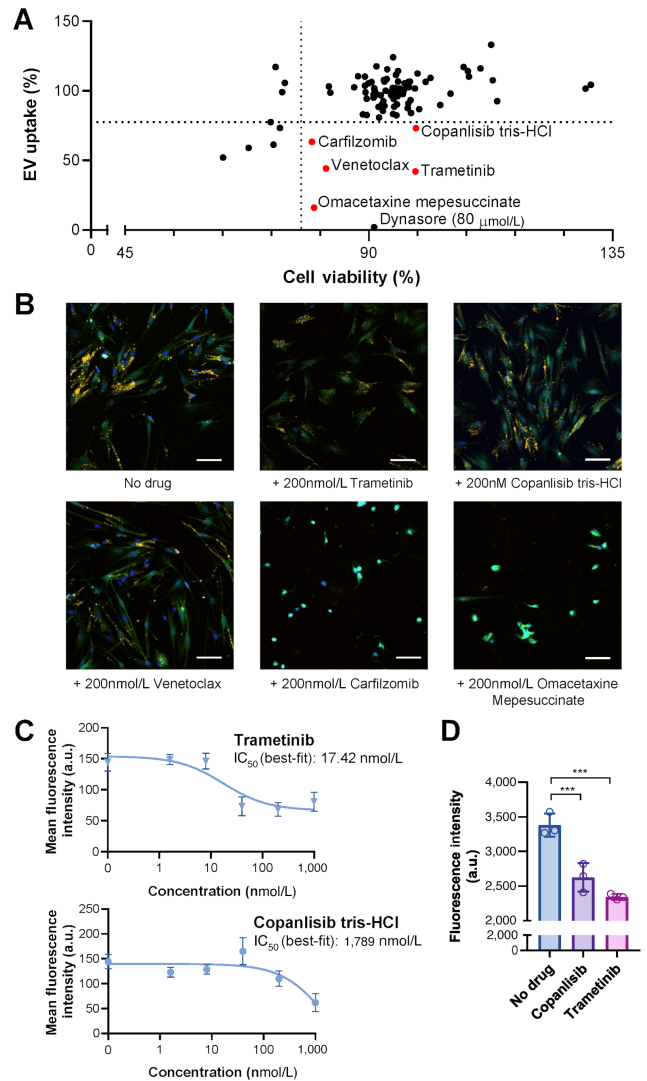 A
150
100
50
0
EV uptake (%)
Copanlisib tris-HCl
Carfilzomib
Venetoclax
Trametinib
Omacetaxine mepesuccinate
Dynasore (80 μmol/L)
0
45
90
135
Cell viability (%)
B
No drug
+ 200nmol/L Trametinib
+ 200nM Copanlisib tris-HCl
+ 200nmol/L Venetoclax
+ 200nmol/L Carfilzomib
+ 200nmol/L Omacetaxine
Mepesuccinate
C
200
150
100
50
0
Mean fluorescence
intensity (a.u.)
Trametinib
IC50 (best-fit): 17.42 nmol/L
0
1
10
100
1,000
Concentration (nmol/L)
250
200
150
100
50
0
Mean fluorescence
intensity (a.u.)
Copanlisib tris-HCl
IC50 (best-fit): 1,789 nmol/L
0
1
10
100
1,000
Concentration (nmol/L)
D
Fluorescence intensity
(a.u.)
4,000
3,500
3,000
2,500
2,000
2,000
0
***
***
No drug
Copanlisib
Trametinib